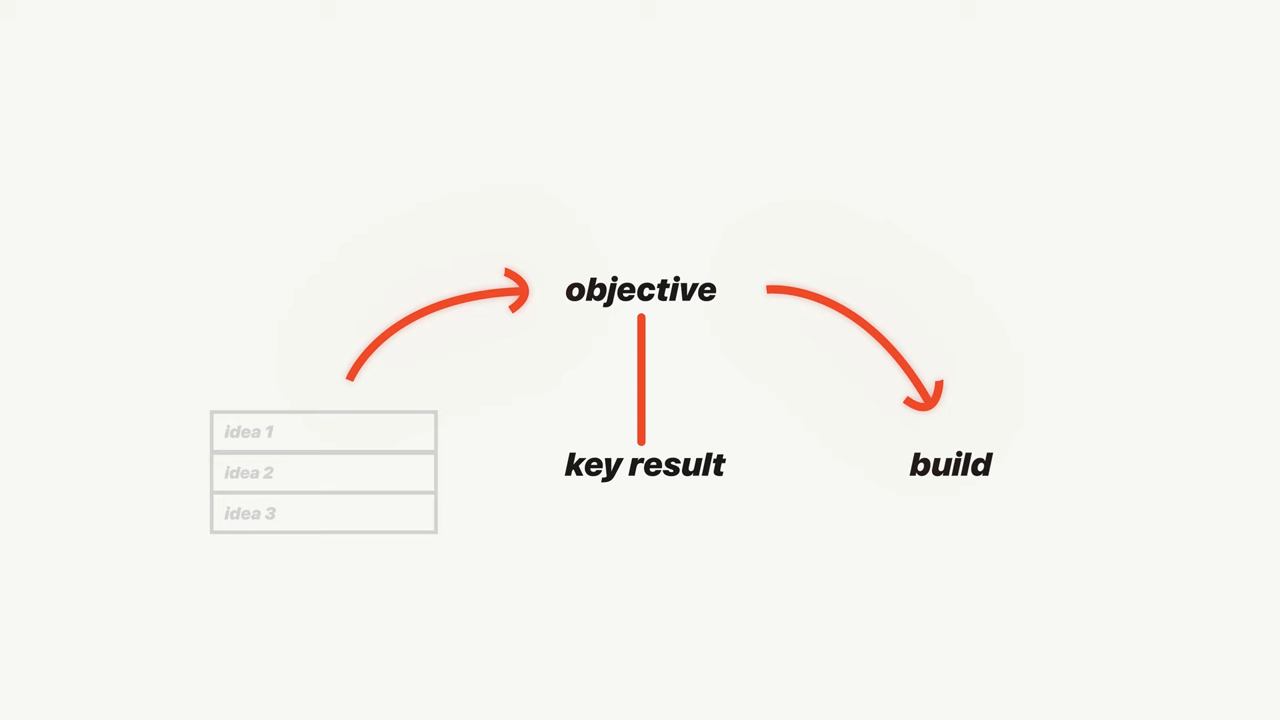 objective
idea 1
idea 2
idea 3
key result
build